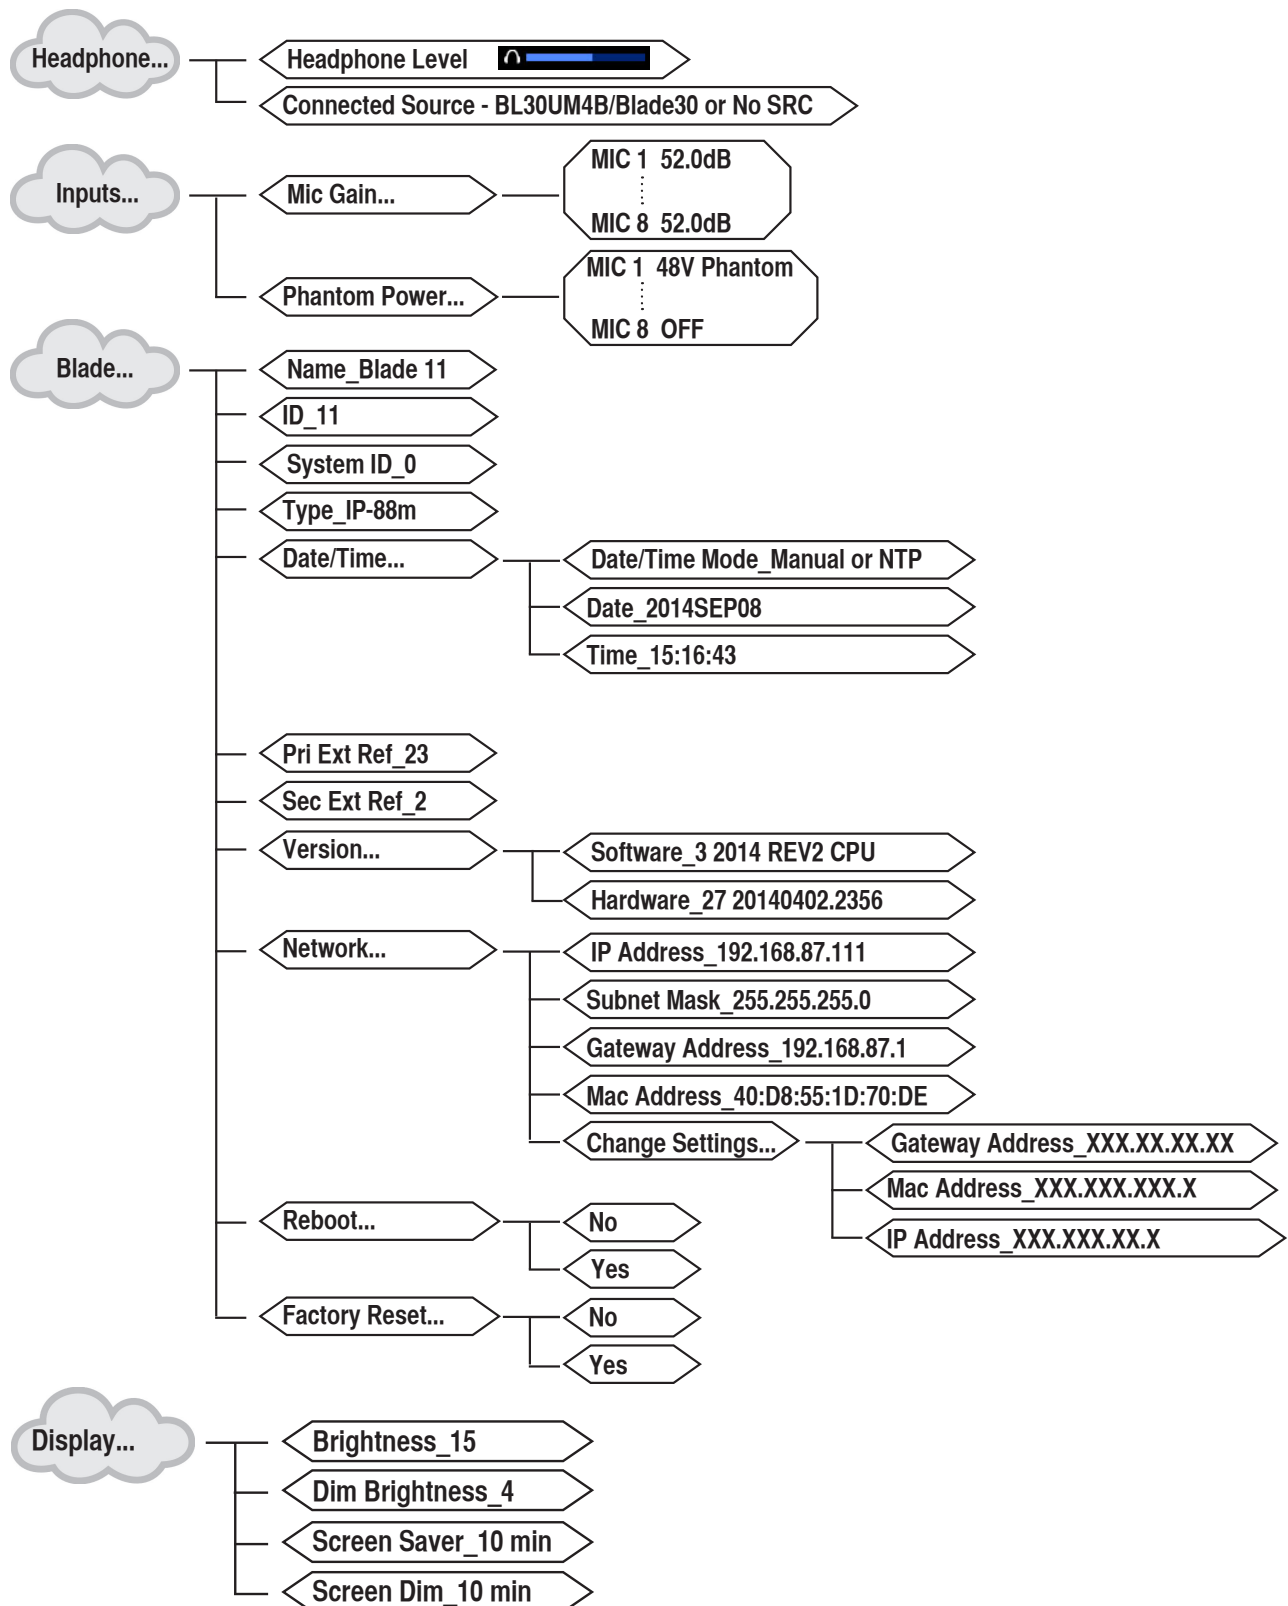 Headphone...
Headphone Level
Connected Source - BL30UM4B/Blade30 or No SRC
Inputs...
Mic Gain...
MIC 1 52.0dB
MIC 8 52.0dB
Phantom Power...
MIC 1 48V Phantom
MIC 8 OFF
Blade...
Name_Blade 11
ID_11
System ID_0
Type_IP-88m
Date/Time...
Date/Time Mode_Manual or NTP
Date_2014SEP08
Time_15:16:43
Pri Ext Ref_23
Sec Ext Ref_2
Version...
Software_3 2014 REV2 CPU
Hardware_27 20140402.2356
Network...
IP Address_192.168.87.111
Subnet Mask_255.255.255.0
Gateway Address_192.168.87.1
Mac Address_40:D8:55:1D:70:DE
Change Settings...
Gateway Address_XXX.XX.XX.XX
Mac Address_XXX.XXX.XXX.X
IP Address_XXX.XXX.XX.X
Reboot...
No
Yes
Factory Reset...
No
Yes
Display...
Brightness_15
Dim Brightness_4
Screen Saver_10 min
Screen Dim_10 min